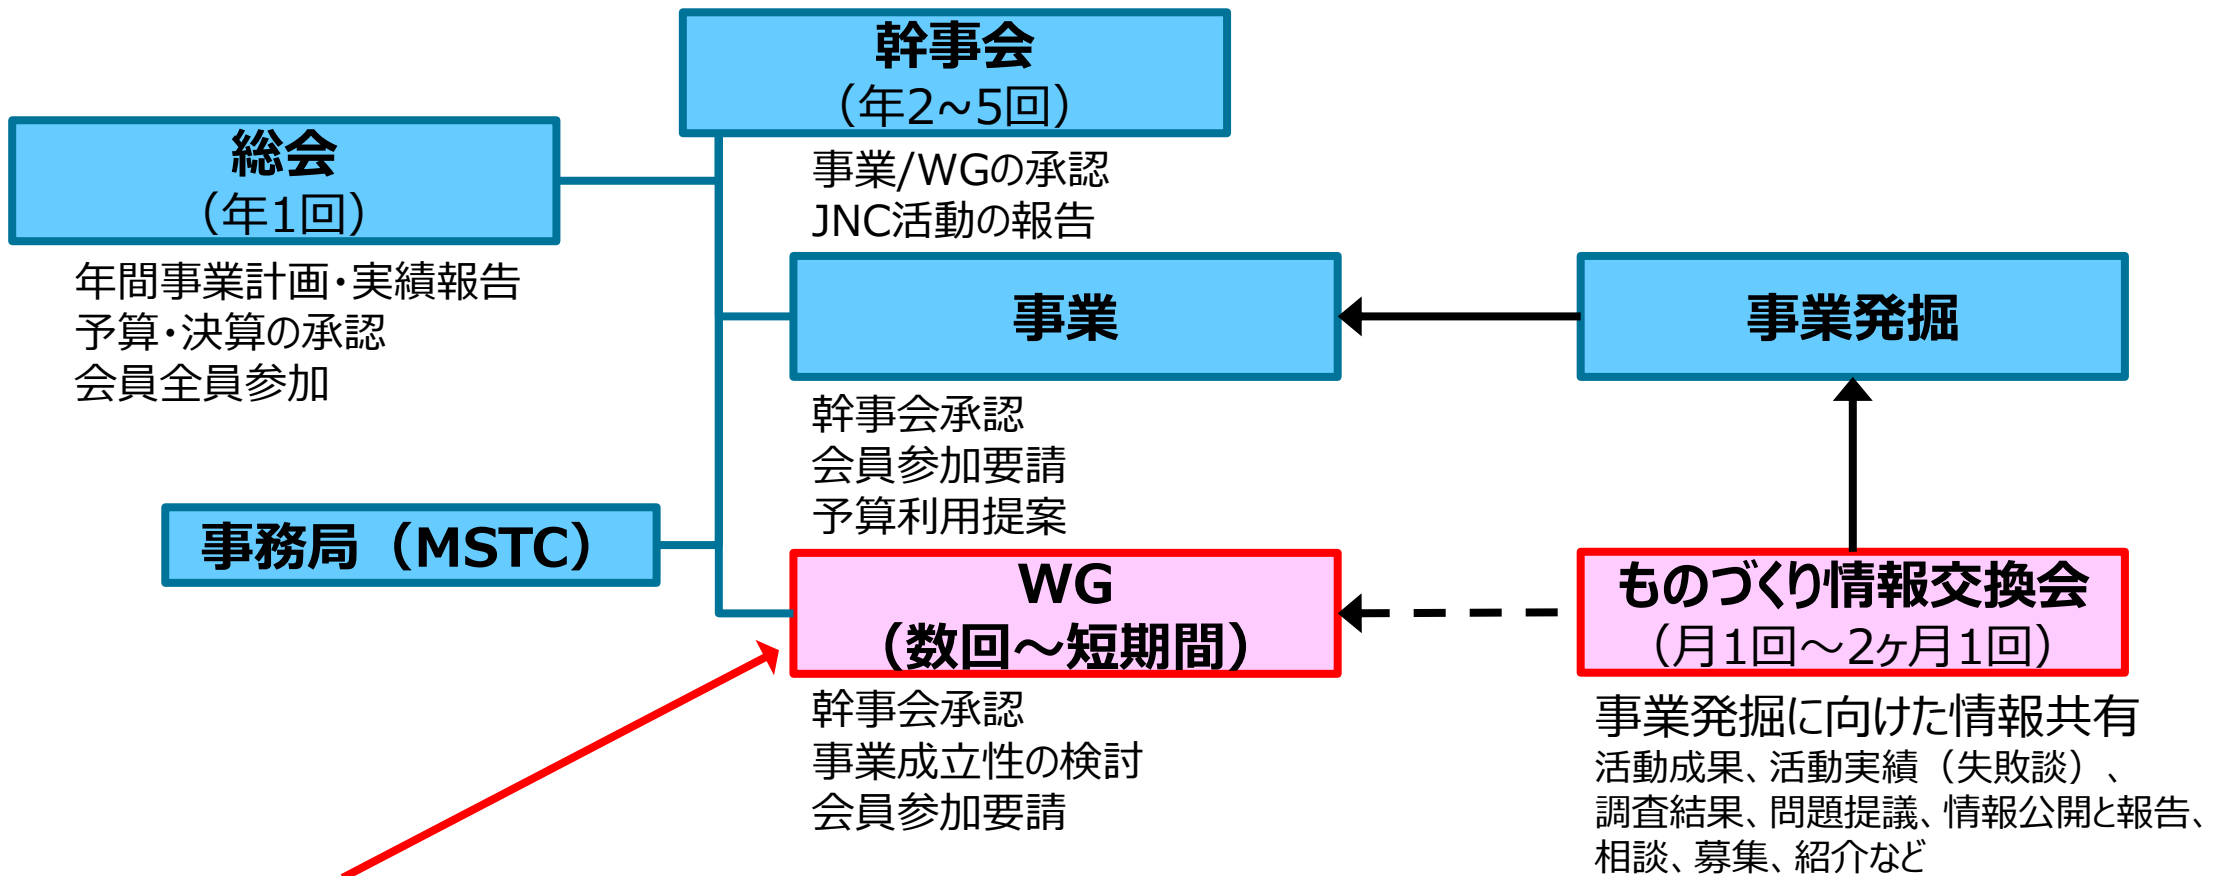 幹事会
（年2~5回）
事業/WGの承認
JNC活動の報告
総会
（年1回）
年間事業計画・実績報告
予算・決算の承認
会員全員参加
事業
幹事会承認
会員参加要請
予算利用提案
事業発掘
事務局（MSTC）
WG
（数回～短期間）
幹事会承認
事業成立性の検討
会員参加要請
ものづくり情報交換会
（月1回～2ヶ月1回）
事業発掘に向けた情報共有
活動成果、活動実績（失敗談）、
調査結果、問題提議、情報公開と報告、
相談、募集、紹介など